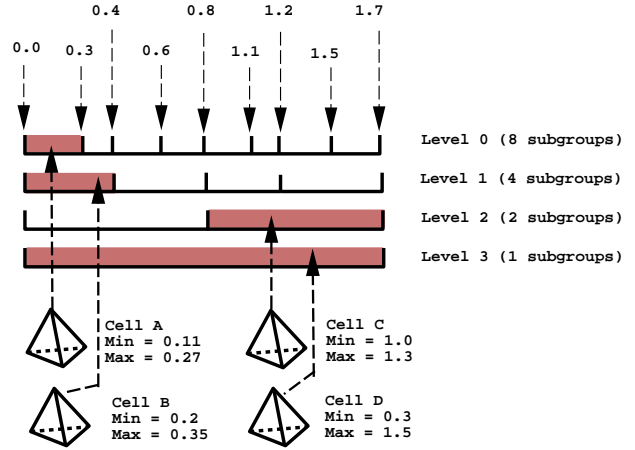 0.4 0.8 1.2 1.7
0.0 0.3 0.6 1.1 1.5
Level 0 (8 subgroups)
Level 1 (4 subgroups)
Level 2 (2 subgroups)
Level 3 (1 subgroups)
Cell A
Min = 0.11
Max = 0.27
Cell C
Min = 1.0
Max = 1.3
Cell B
Min = 0.2
Max = 0.35
Cell D
Min = 0.3
Max = 1.5